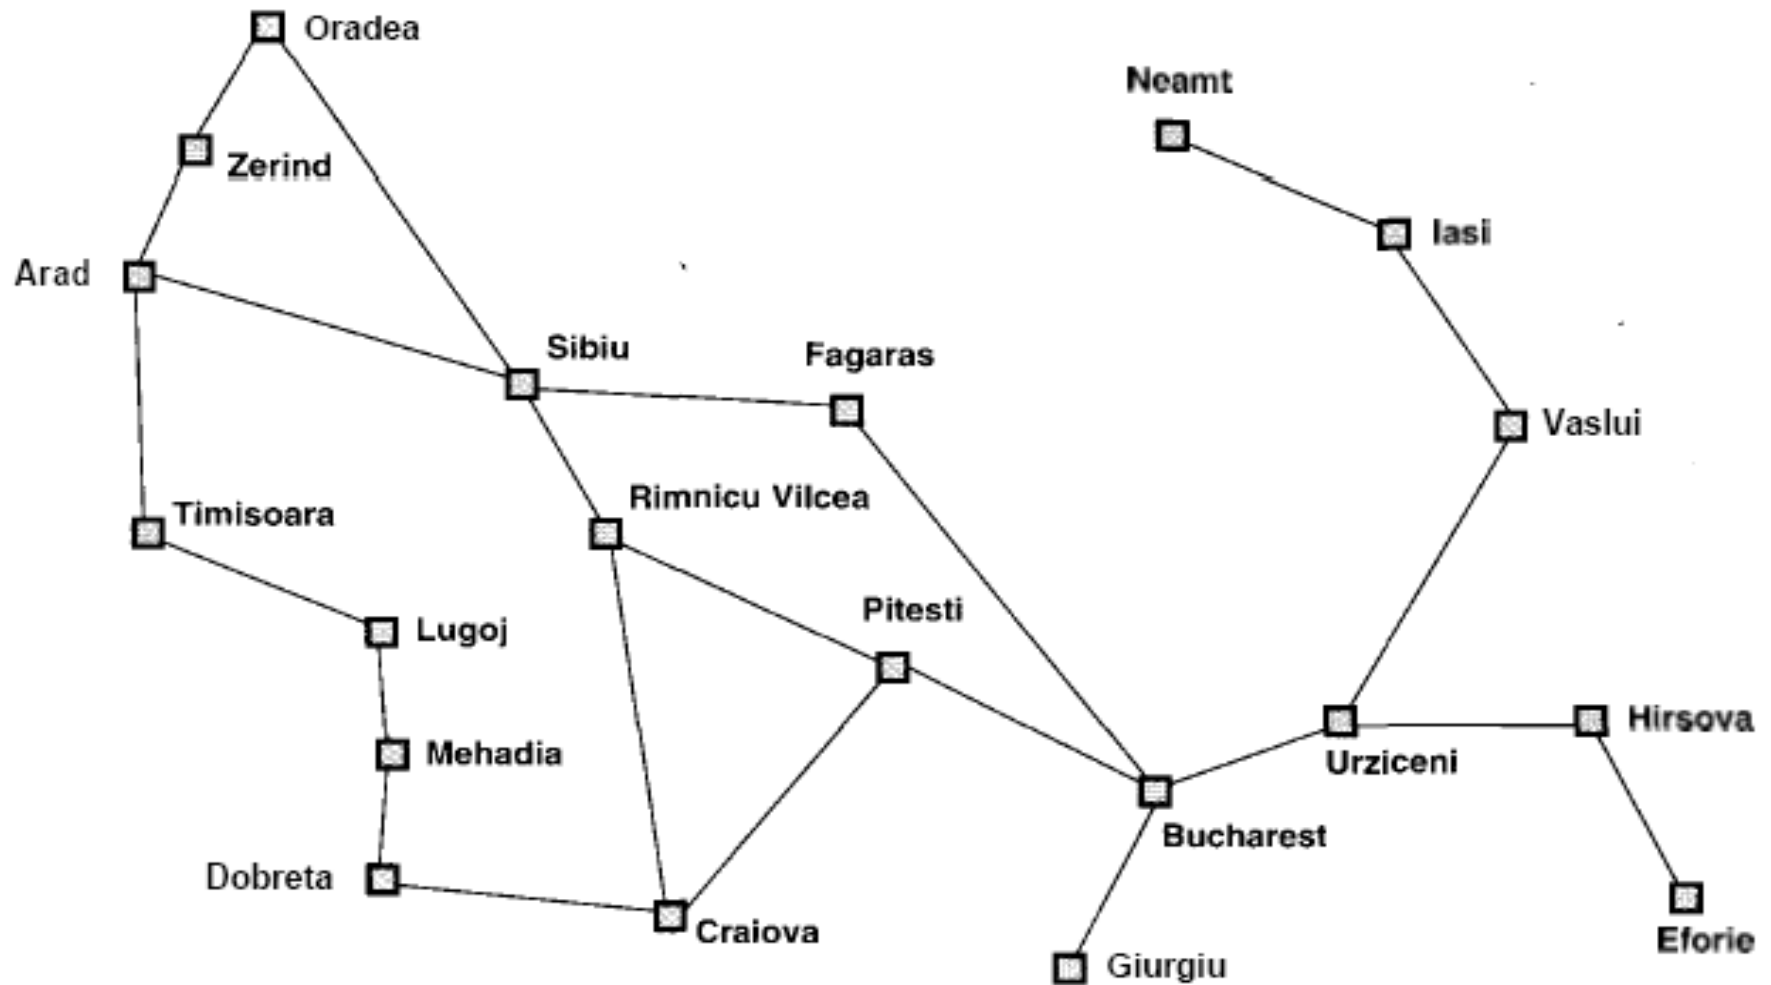 Oradea
Neamt
Zerind
Iasi
Arad
Sibiu
Fagaras
Vaslui
Rimnicu Vilcea
Timisoara
Pitesti
Lugoj
Hirsova
Mehadia
Urziceni
Bucharest
Dobreta
Craiova
Eforie
Giurgiu